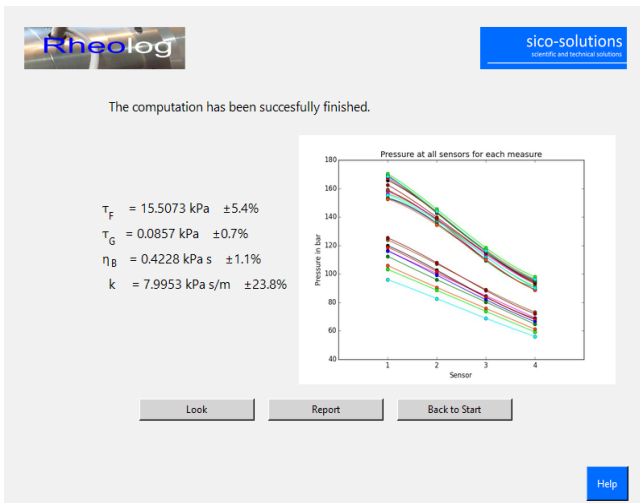 Rheolog
sico-solutions
scientific and technical solutions
The computation has been succesfully finished.
τF = 15.5073 kPa ±5.4%
τG = 0.0857 kPa ±0.7%
ηB = 0.4228 kPa s ±1.1%
k = 7.9953 kPa s/m ±23.8%
Pressure at all sensors for each measure
Pressure in bar
180
160
140
120
100
80
60
40
1 2 3 4
Sensor
Look Report Back to Start
Help